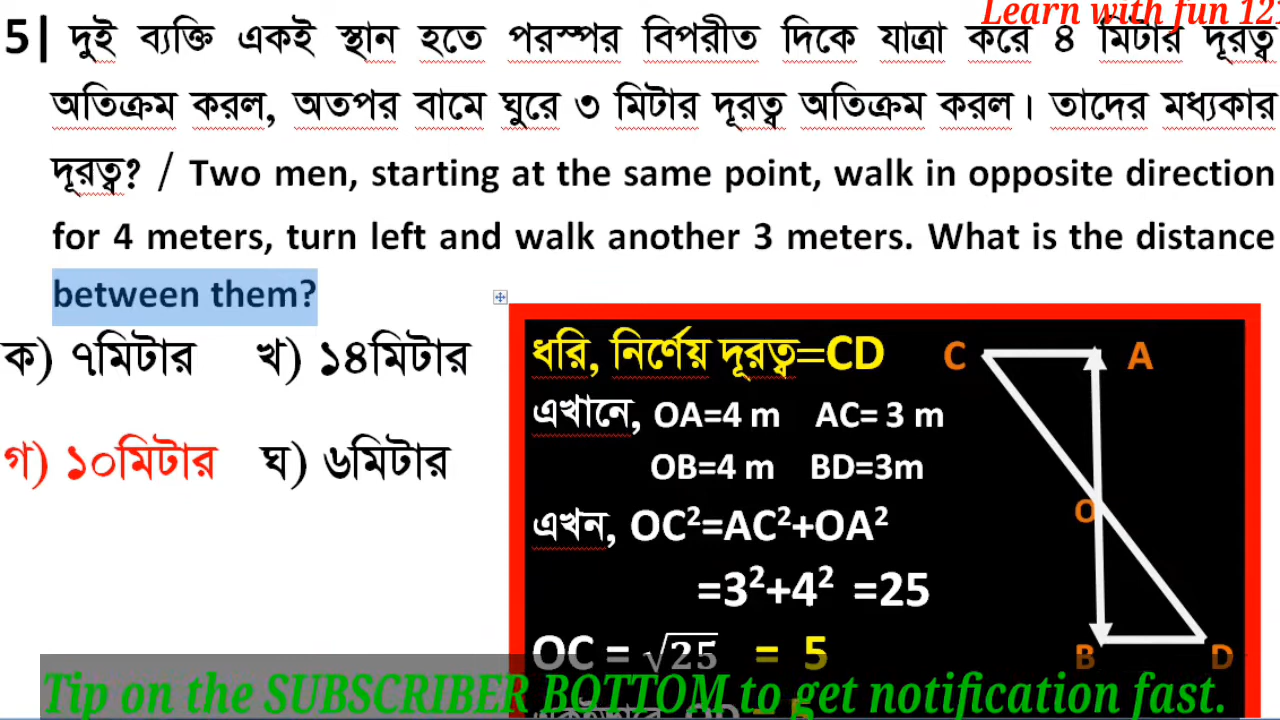 Learn with fun 12
5| দুই ব্যক্তি একই স্থান হতে পরস্পর বিপরীত দিকে যাত্রা করে ৪ মিটার দূরত্ব
অতিক্রম করল, অতপর বামে ঘুরে ৩ মিটার দূরত্ব অতিক্রম করল। তাদের মধ্যকার
দূরত্ব? / Two men, starting at the same point, walk in opposite direction
for 4 meters, turn left and walk another 3 meters. What is the distance
between them?
ক) ৭মিটার খ) ১৪মিটার
গ) ১০মিটার ঘ) ৬মিটার
ধরি, নির্ণেয় দূরত্ব=CD
এখানে, OA=4 m AC= 3 m
OB=4 m BD=3m
এখন, OC²=AC²+OA²
=3²+4² =25
OC = √25 = 5
C A
O
B D
Tip on the SUBSCRIBER BOTTOM to get notification fast.